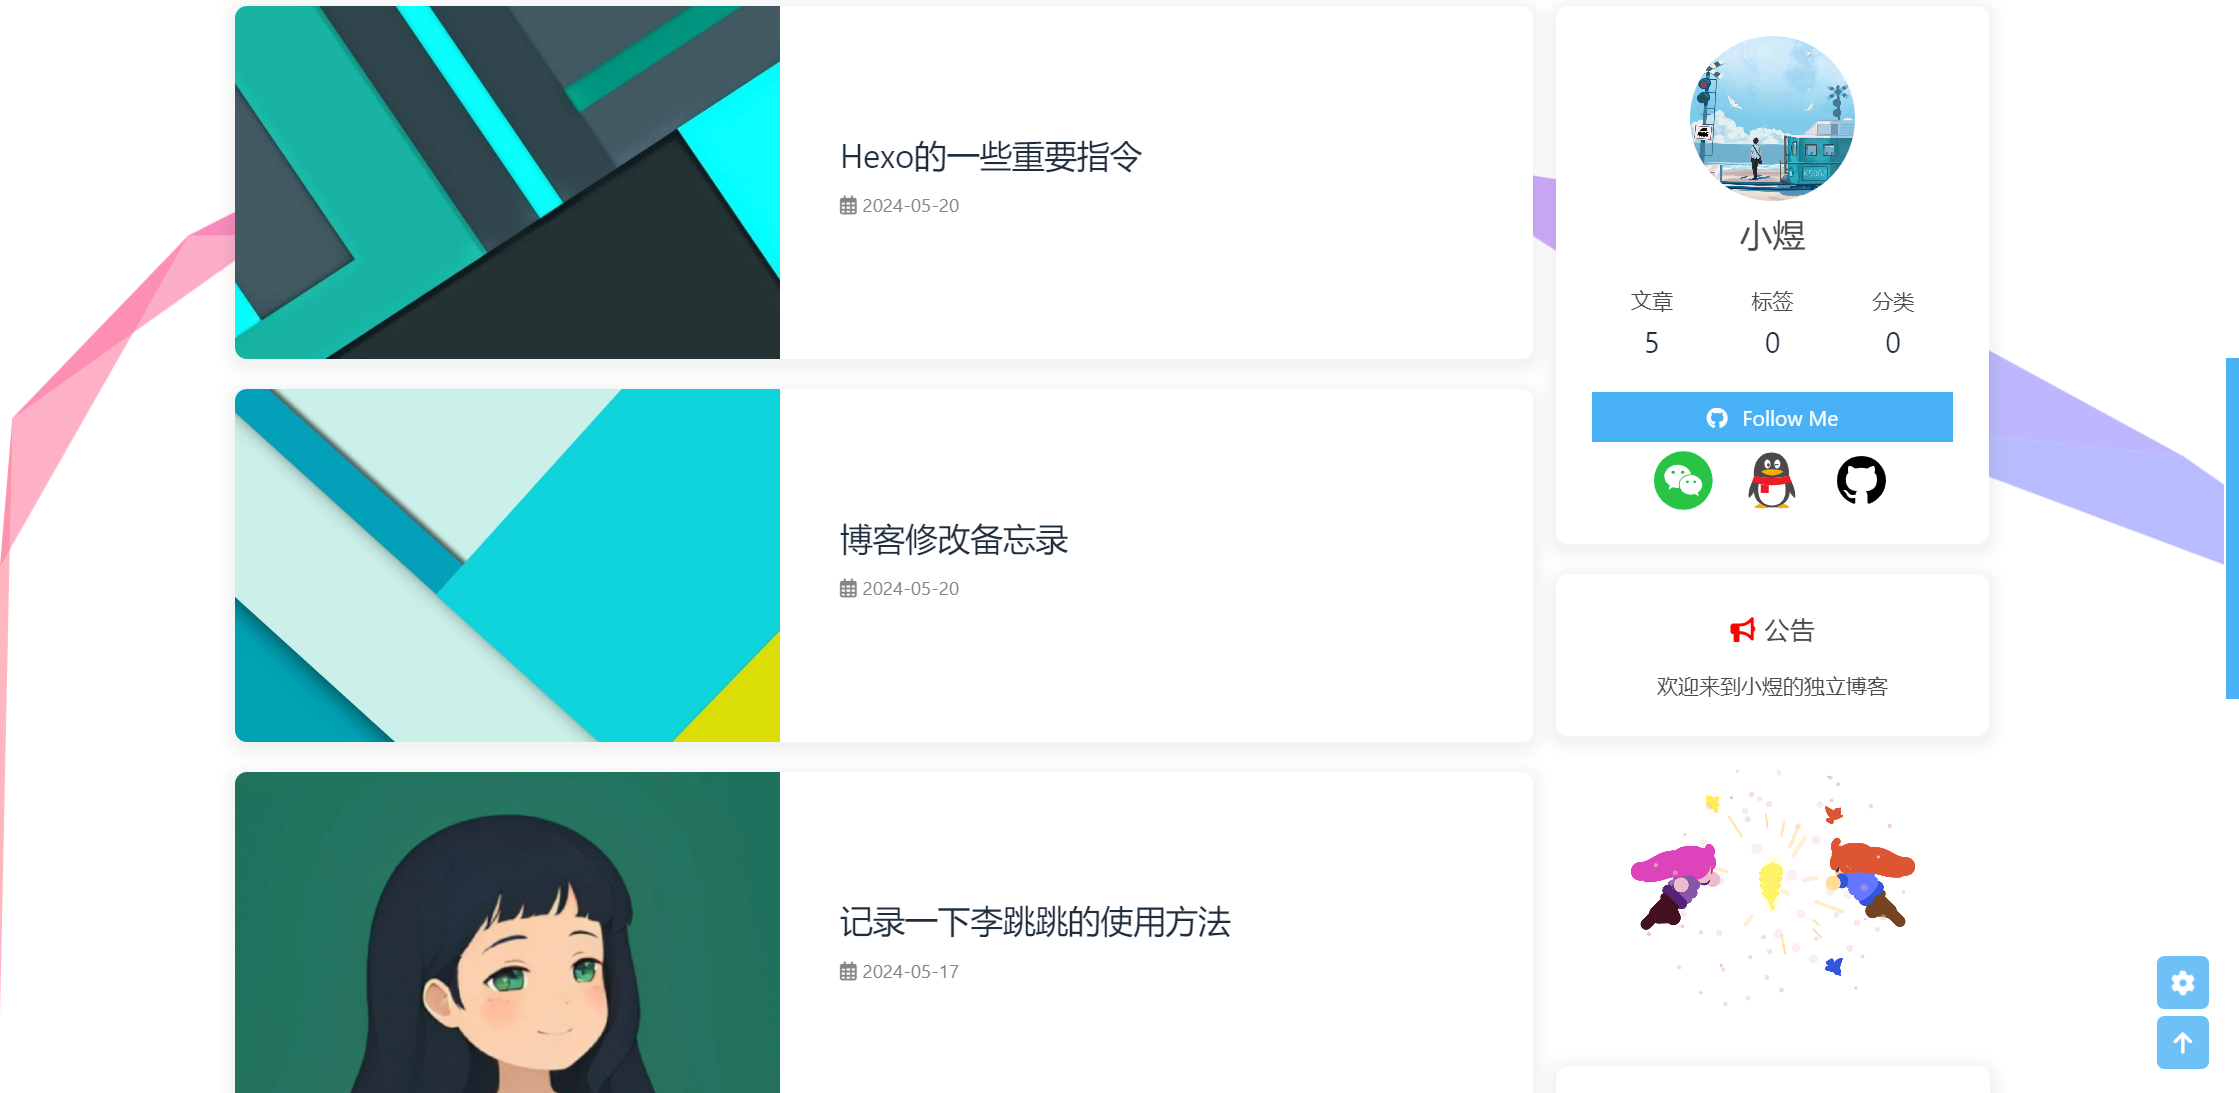 Hexo的一些重要指令
2024-05-20
博客修改备忘录
2024-05-20
记录一下李跳跳的使用方法
2024-05-17
小煜
文章
标签
分类
5
0
0
Follow Me
公告
欢迎来到小煜的独立博客